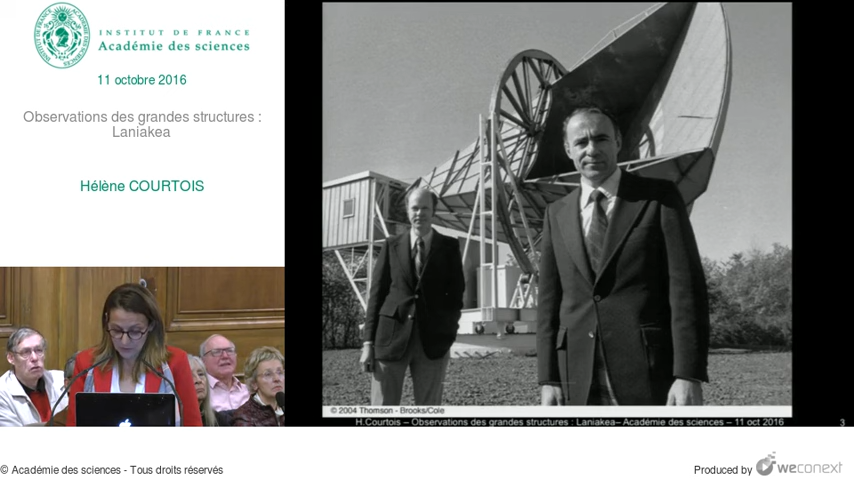 INSTITUT DE FRANCE
Académie des sciences
11 octobre 2016
Observations des grandes structures :
Laniakea
Hélène COURTOIS
© 2004 Thomson - Brooks/Cole
H.Courtois – Observations des grandes structures : Laniakea– Académie des sciences – 11 oct 2016
3
© Académie des sciences - Tous droits réservés
Produced by weconext